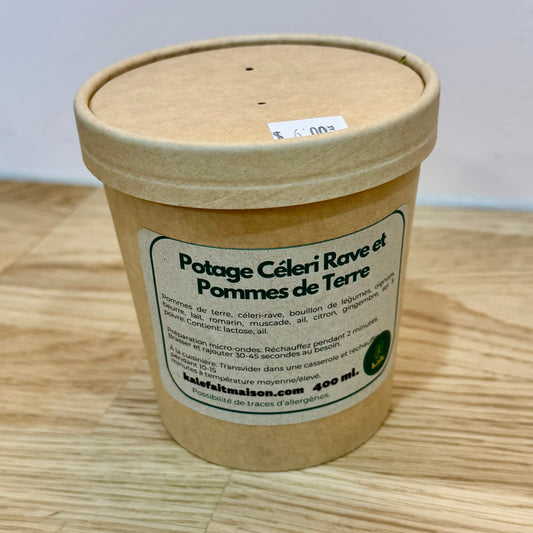 $ 6.00
Potage Céleri Rave et
Pommes de Terre
Pommes de terre, céleri-rave, bouillon de légumes, oignons,
beurre, lait, romarin, muscade, ail, citron, gingembre, sel &
poivre. Contient: lactose, ail.
Préparation micro-ondes: Réchauffez pendant 2 minutes.
Brasser et rajouter 30-45 secondes au besoin.
À la cuisinière: Transvider dans une casserole et réchauffer
pendant 10-15
minutes à température moyenne/élevé.
kalefaitmaison.com 400 ml.
Possibilité de traces d'allergènes.